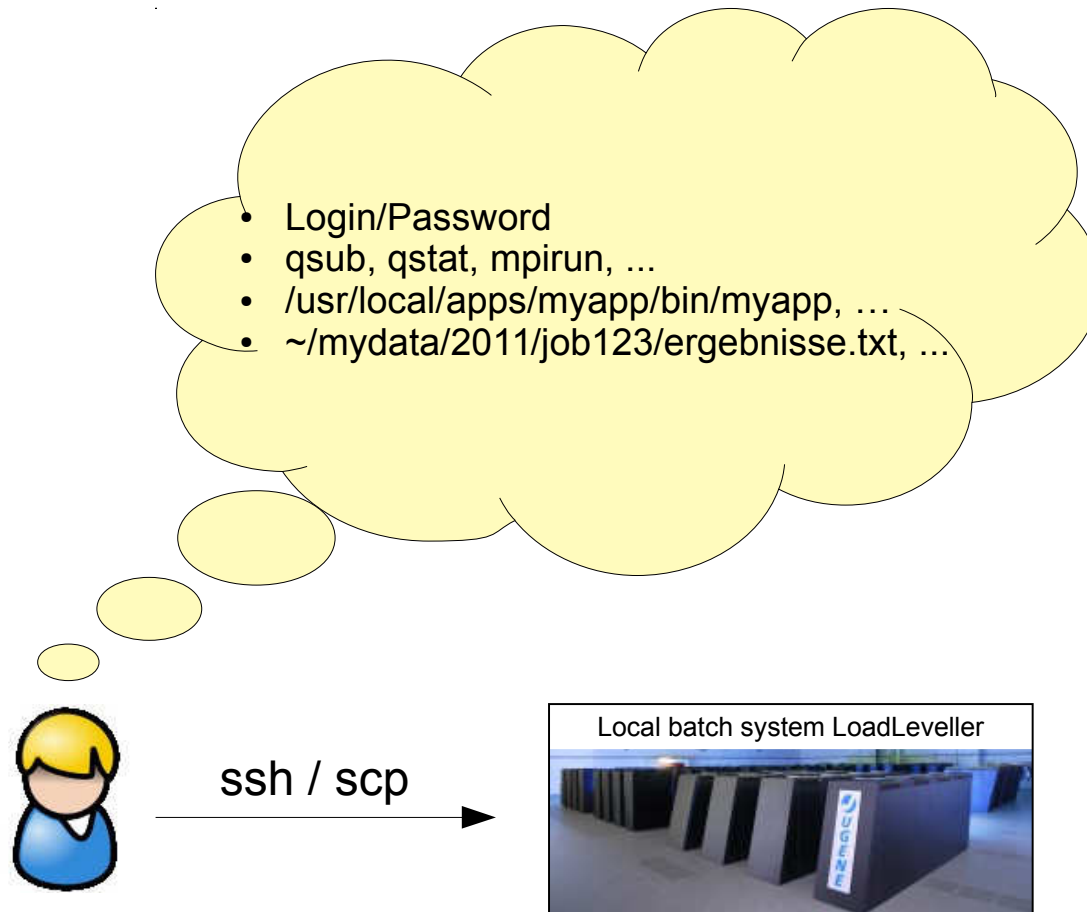 • Login/Password
• qsub, qstat, mpirun, ...
• /usr/local/apps/myapp/bin/myapp, …
• ~/mydata/2011/job123/ergebnisse.txt, ...
ssh / scp
Local batch system LoadLeveller
JUGENE